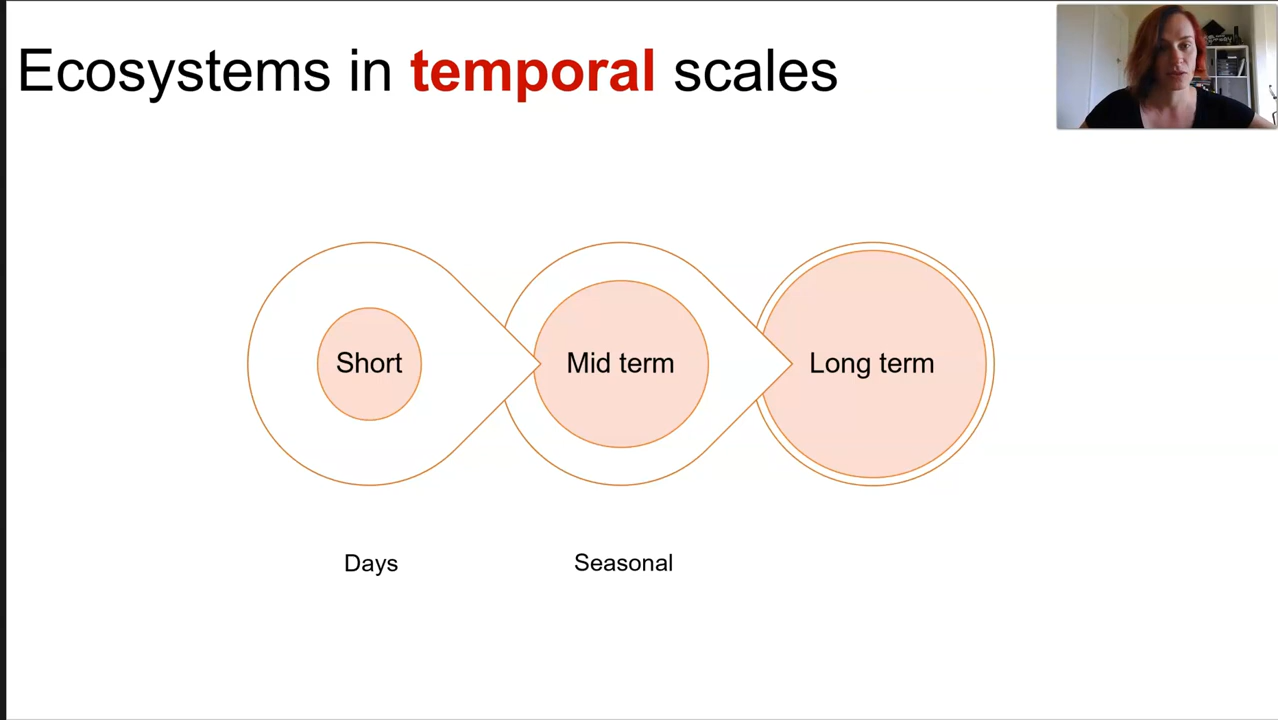 Ecosystems in temporal scales
Short
Mid term
Long term
Days
Seasonal